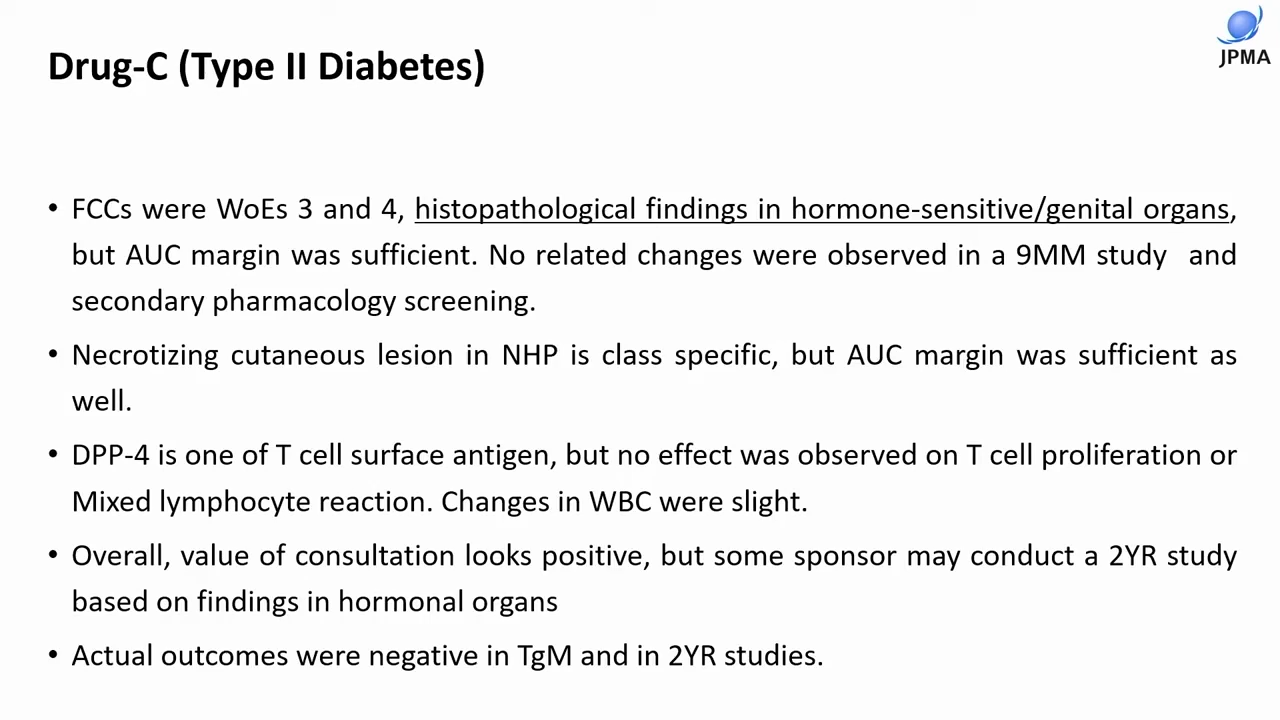 JPMA
Drug-C (Type II Diabetes)
• FCCs were WoEs 3 and 4, histopathological findings in hormone-sensitive/genital organs,
but AUC margin was sufficient. No related changes were observed in a 9MM study and
secondary pharmacology screening.
• Necrotizing cutaneous lesion in NHP is class specific, but AUC margin was sufficient as
well.
• DPP-4 is one of T cell surface antigen, but no effect was observed on T cell proliferation or
Mixed lymphocyte reaction. Changes in WBC were slight.
• Overall, value of consultation looks positive, but some sponsor may conduct a 2YR study
based on findings in hormonal organs
• Actual outcomes were negative in TgM and in 2YR studies.